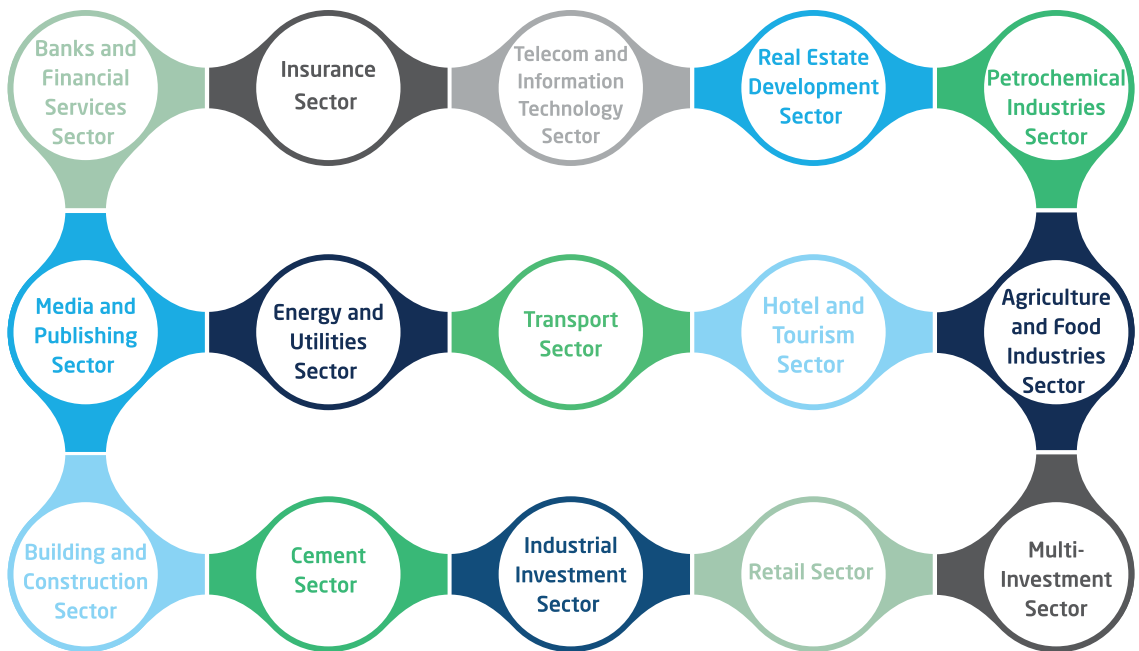 Banks and
Financial
Services
Sector
Insurance
Sector
Telecom and
Information
Technology
Sector
Real Estate
Development
Sector
Petrochemical
Industries
Sector
Media and
Publishing
Sector
Energy and
Utilities
Sector
Transport
Sector
Hotel and
Tourism
Sector
Agriculture
and Food
Industries
Sector
Building and
Construction
Sector
Cement
Sector
Industrial
Investment
Sector
Retail Sector
Multi-
Investment
Sector